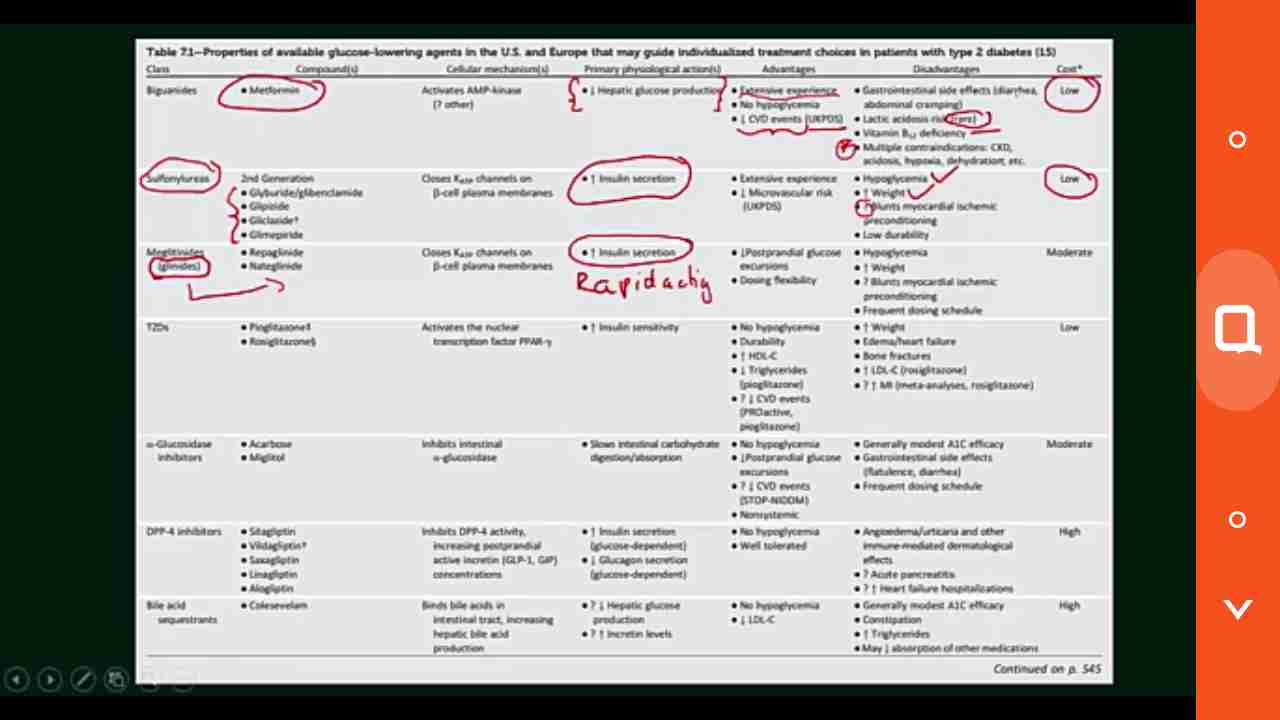 Table 7.1—Properties of available glucose-lowering agents in the U.S. and Europe that may guide individualized treatment choices in patients with type 2 diabetes (15)
Class Compound(s) Cellular mechanism(s) Primary physiological action(s) Advantages Disadvantages Cost*
Biguanides • Metformin Activates AMP-kinase • ↓ Hepatic glucose production • Extensive experience • Gastrointestinal side effects (diarrhea, Low
(? other) • No hypoglycemia abdominal cramping)
• ↓ CVD events (UKPDS) • Lactic acidosis risk (rare)
• Vitamin B12 deficiency
• Multiple contraindications: CKD,
acidosis, hypoxia, dehydration, etc.
Sulfonylureas 2nd Generation Closes KATP channels on • ↑ Insulin secretion • Extensive experience • Hypoglycemia Low
• Glyburide/glibenclamide β-cell plasma membranes • ↓ Microvascular risk • ↑ Weight
• Glipizide (UKPDS) • ? Blunts myocardial ischemic
• Gliclazide† preconditioning
• Glimepiride • Low durability
Meglitinides • Repaglinide Closes KATP channels on • ↑ Insulin secretion • ↓Postprandial glucose • Hypoglycemia Moderate
(glinides) • Nateglinide β-cell plasma membranes excursions • ↑ Weight
Rapid actig • Dosing flexibility • ? Blunts myocardial ischemic
preconditioning
• Frequent dosing schedule
TZDs • Pioglitazone‡ Activates the nuclear • ↑ Insulin sensitivity • No hypoglycemia • ↑ Weight Low
• Rosiglitazone§ transcription factor PPAR-γ • Durability • Edema/heart failure
• ↑ HDL-C • Bone fractures
• ↓ Triglycerides • ↑ LDL-C (rosiglitazone)
(pioglitazone) • ? ↑ MI (meta-analyses, rosiglitazone)
• ? ↓ CVD events
(PROactive,
pioglitazone)
α-Glucosidase • Acarbose Inhibits intestinal • Slows intestinal carbohydrate • No hypoglycemia • Generally modest A1C efficacy Moderate
inhibitors • Miglitol α-glucosidase digestion/absorption • ↓Postprandial glucose • Gastrointestinal side effects
excursions (flatulence, diarrhea)
• ? ↓ CVD events • Frequent dosing schedule
(STOP-NIDDM)
• Nonsystemic
DPP-4 inhibitors • Sitagliptin Inhibits DPP-4 activity, • ↑ Insulin secretion • No hypoglycemia • Angioedema/urticaria and other High
• Vildagliptin† increasing postprandial (glucose-dependent) • Well tolerated immune-mediated dermatological
• Saxagliptin active incretin (GLP-1, GIP) • ↓ Glucagon secretion effects
• Linagliptin concentrations (glucose-dependent) • ? Acute pancreatitis
• Alogliptin • ? ↑ Heart failure hospitalizations
Bile acid • Colesevelam Binds bile acids in • ? ↓ Hepatic glucose • No hypoglycemia • Generally modest A1C efficacy High
sequestrants intestinal tract, increasing production • ↓ LDL-C • Constipation
hepatic bile acid • ? ↑ Incretin levels • ↑ Triglycerides
production • May ↓ absorption of other medications
Continued on p. S45